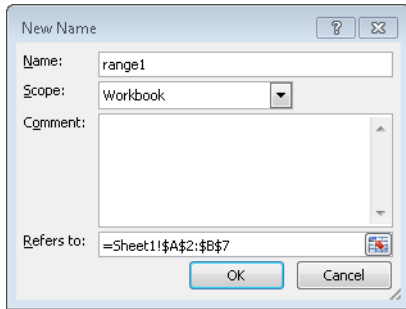 New Name
Name: range1
Scope: Workbook
Comment:
Refers to: =Sheet1!$A$2:$B$7
OK Cancel